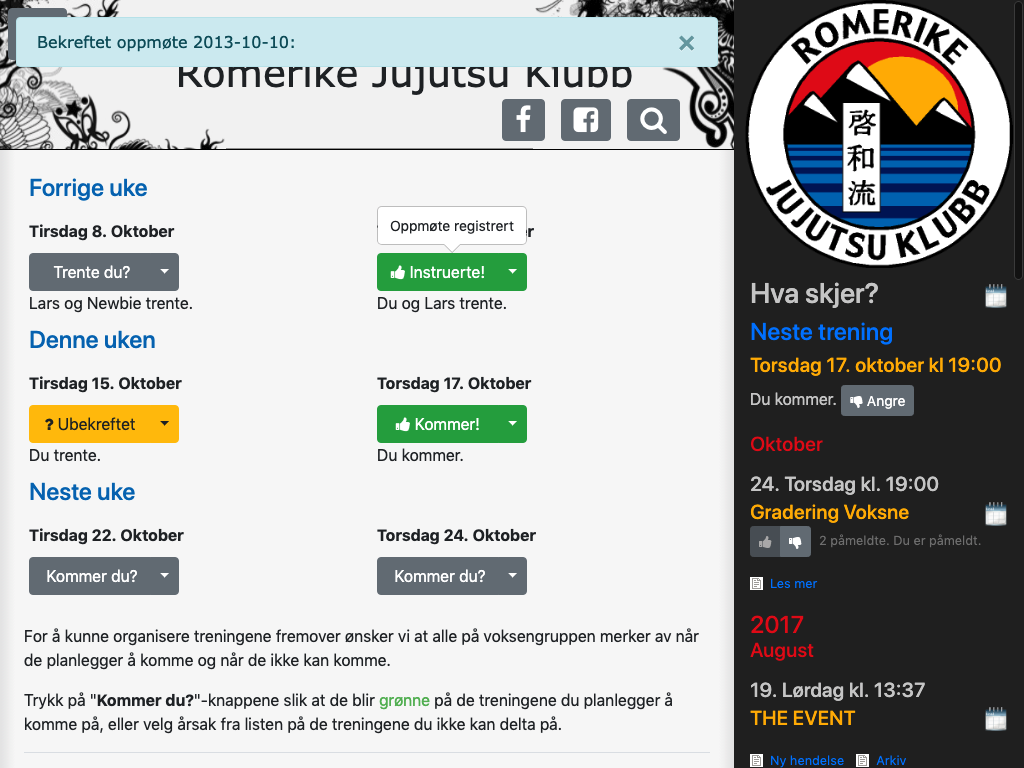 Bekreftet oppmøte 2013-10-10:
×
Romerike Jujutsu Klubb
Forrige uke
Tirsdag 8. Oktober
Trente du?
Lars og Newbie trente.
Oppmøte registrert
r
Instruerte!
Du og Lars trente.
Denne uken
Tirsdag 15. Oktober
? Ubekreftet
Du trente.
Torsdag 17. Oktober
Kommer!
Du kommer.
Neste uke
Tirsdag 22. Oktober
Kommer du?
Torsdag 24. Oktober
Kommer du?
For å kunne organisere treningene fremover ønsker vi at alle på voksengruppen merker av når
de planlegger å komme og når de ikke kan komme.
Trykk på "Kommer du?"-knappene slik at de blir grønne på de treningene du planlegger å
komme på, eller velg årsak fra listen på de treningene du ikke kan delta på.
ROMERIKE
啓和流
JUJUTSU KLUBB
Hva skjer?
Neste trening
Torsdag 17. oktober kl 19:00
Du kommer. Angre
Oktober
24. Torsdag kl. 19:00
Gradering Voksne
2 påmeldte. Du er påmeldt.
Les mer
2017
August
19. Lørdag kl. 13:37
THE EVENT
Ny hendelse Arkiv